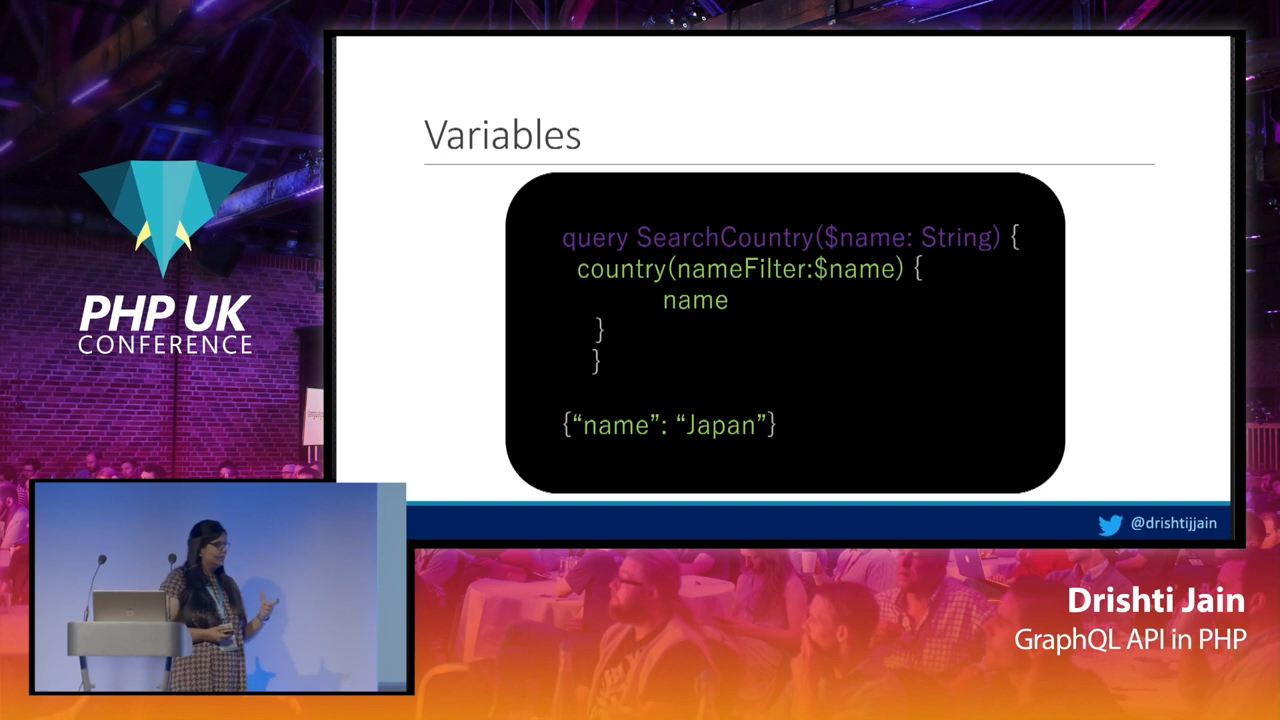 PHP UK
CONFERENCE
Variables
query SearchCountry($name: String) {
country(nameFilter:$name) {
name
}
}
{“name”: “Japan”}
@drishtijjain
Drishti Jain
GraphQL API in PHP